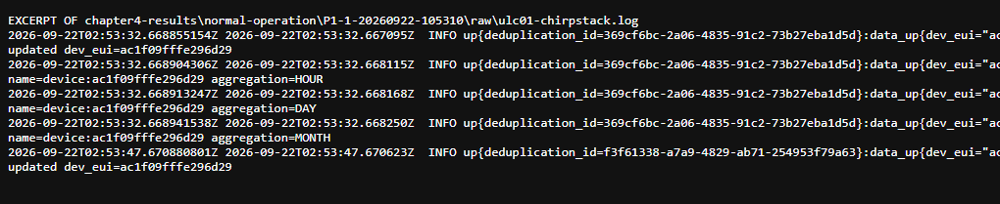 EXCERPT OF chapter4-results\normal-operation\P1-1-20260922-105310\raw\ulc01-chirpstack.log
2026-09-22T02:53:32.668855154Z 2026-09-22T02:53:32.667095Z  INFO up{deduplication_id=369cf6bc-2a06-4835-91c2-73b27eba1d5d}:data_up{dev_eui="ac
updated dev_eui=ac1f09fffe296d29
2026-09-22T02:53:32.668904306Z 2026-09-22T02:53:32.668115Z  INFO up{deduplication_id=369cf6bc-2a06-4835-91c2-73b27eba1d5d}:data_up{dev_eui="ac
name=device:ac1f09fffe296d29 aggregation=HOUR
2026-09-22T02:53:32.668913247Z 2026-09-22T02:53:32.668168Z  INFO up{deduplication_id=369cf6bc-2a06-4835-91c2-73b27eba1d5d}:data_up{dev_eui="ac
name=device:ac1f09fffe296d29 aggregation=DAY
2026-09-22T02:53:32.668941538Z 2026-09-22T02:53:32.668250Z  INFO up{deduplication_id=369cf6bc-2a06-4835-91c2-73b27eba1d5d}:data_up{dev_eui="ac
name=device:ac1f09fffe296d29 aggregation=MONTH
2026-09-22T02:53:47.670880801Z 2026-09-22T02:53:47.670623Z  INFO up{deduplication_id=f3f61338-a7a9-4829-ab71-254953f79a63}:data_up{dev_eui="ac
updated dev_eui=ac1f09fffe296d29